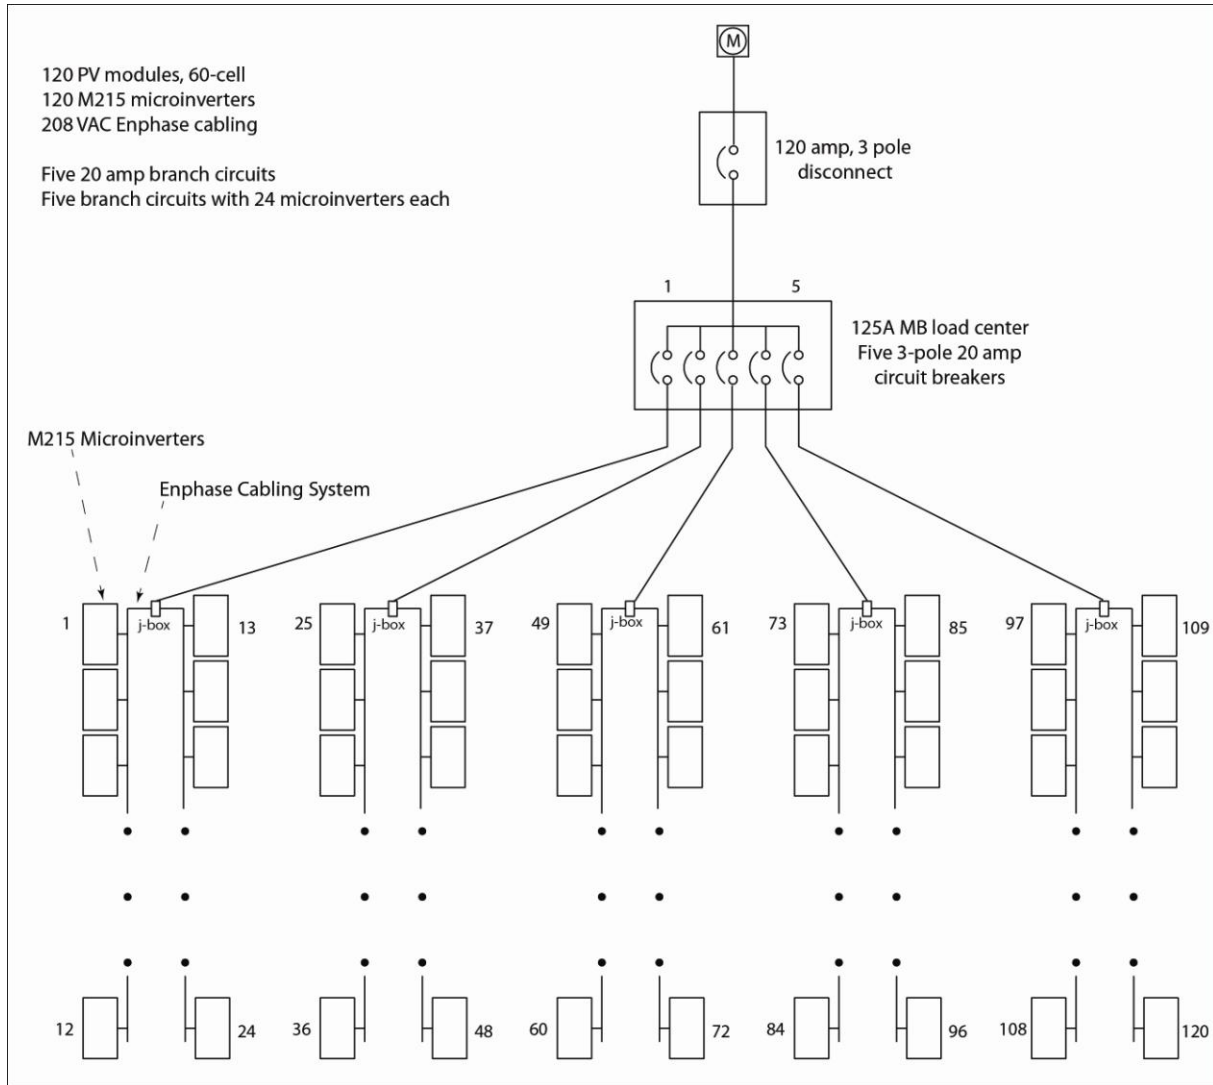 M
120 PV modules, 60-cell
120 M215 microinverters
208 VAC Enphase cabling
Five 20 amp branch circuits
Five branch circuits with 24 microinverters each
120 amp, 3 pole
disconnect
1
5
125A MB load center
Five 3-pole 20 amp
circuit breakers
M215 Microinverters
Enphase Cabling System
1
j-box
13
25
j-box
37
49
j-box
61
73
j-box
85
97
j-box
109
12
24
36
48
60
72
84
96
108
120